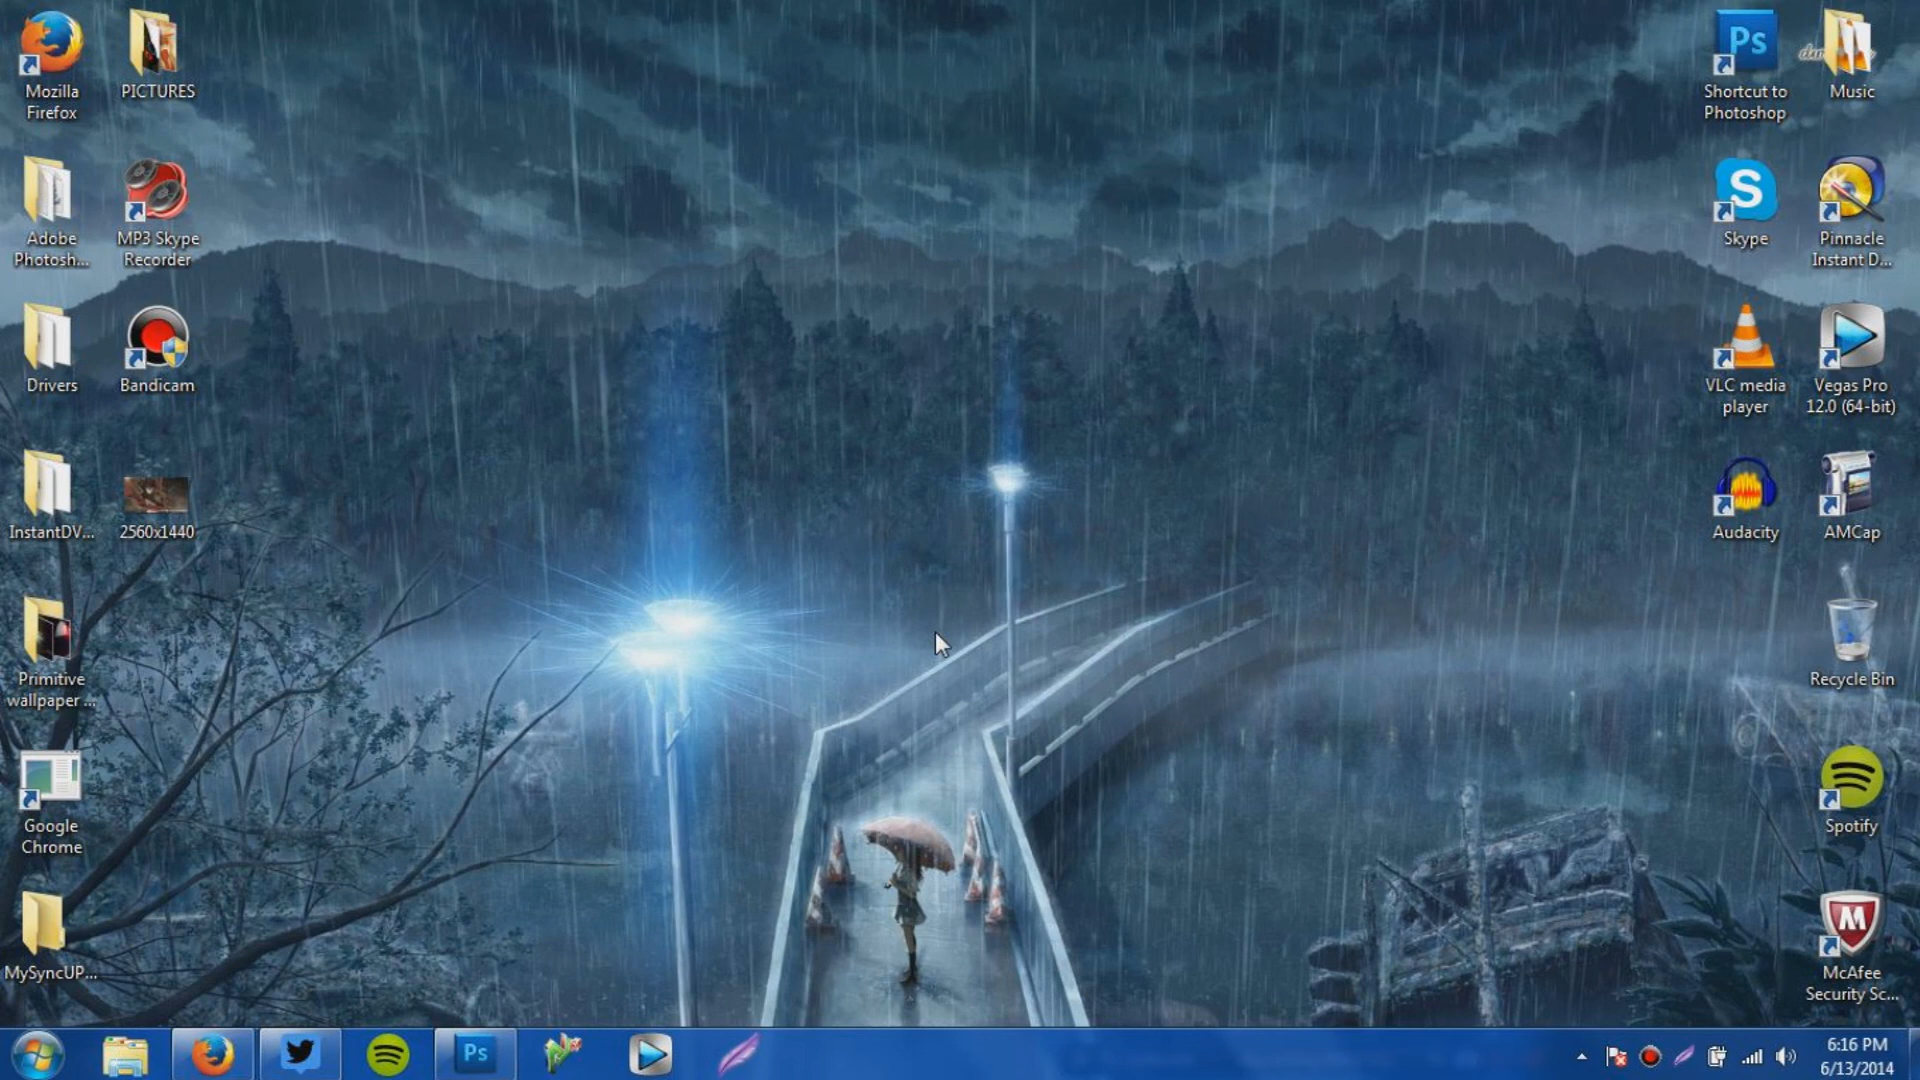 Mozilla
Firefox
PICTURES
Shortcut to
Photoshop
Music
Ps
Adobe
Photosh...
MP3 Skype
Recorder
S
Skype
Pinnacle
Instant D...
Drivers
Bandicam
VLC media
player
Vegas Pro
12.0 (64-bit)
InstantDV...
2560x1440
Audacity
AMCap
Primitive
wallpaper ...
Recycle Bin
Google
Chrome
Spotify
MySyncUP...
M
McAfee
Security Sc...
Ps
6:16 PM
6/13/2014